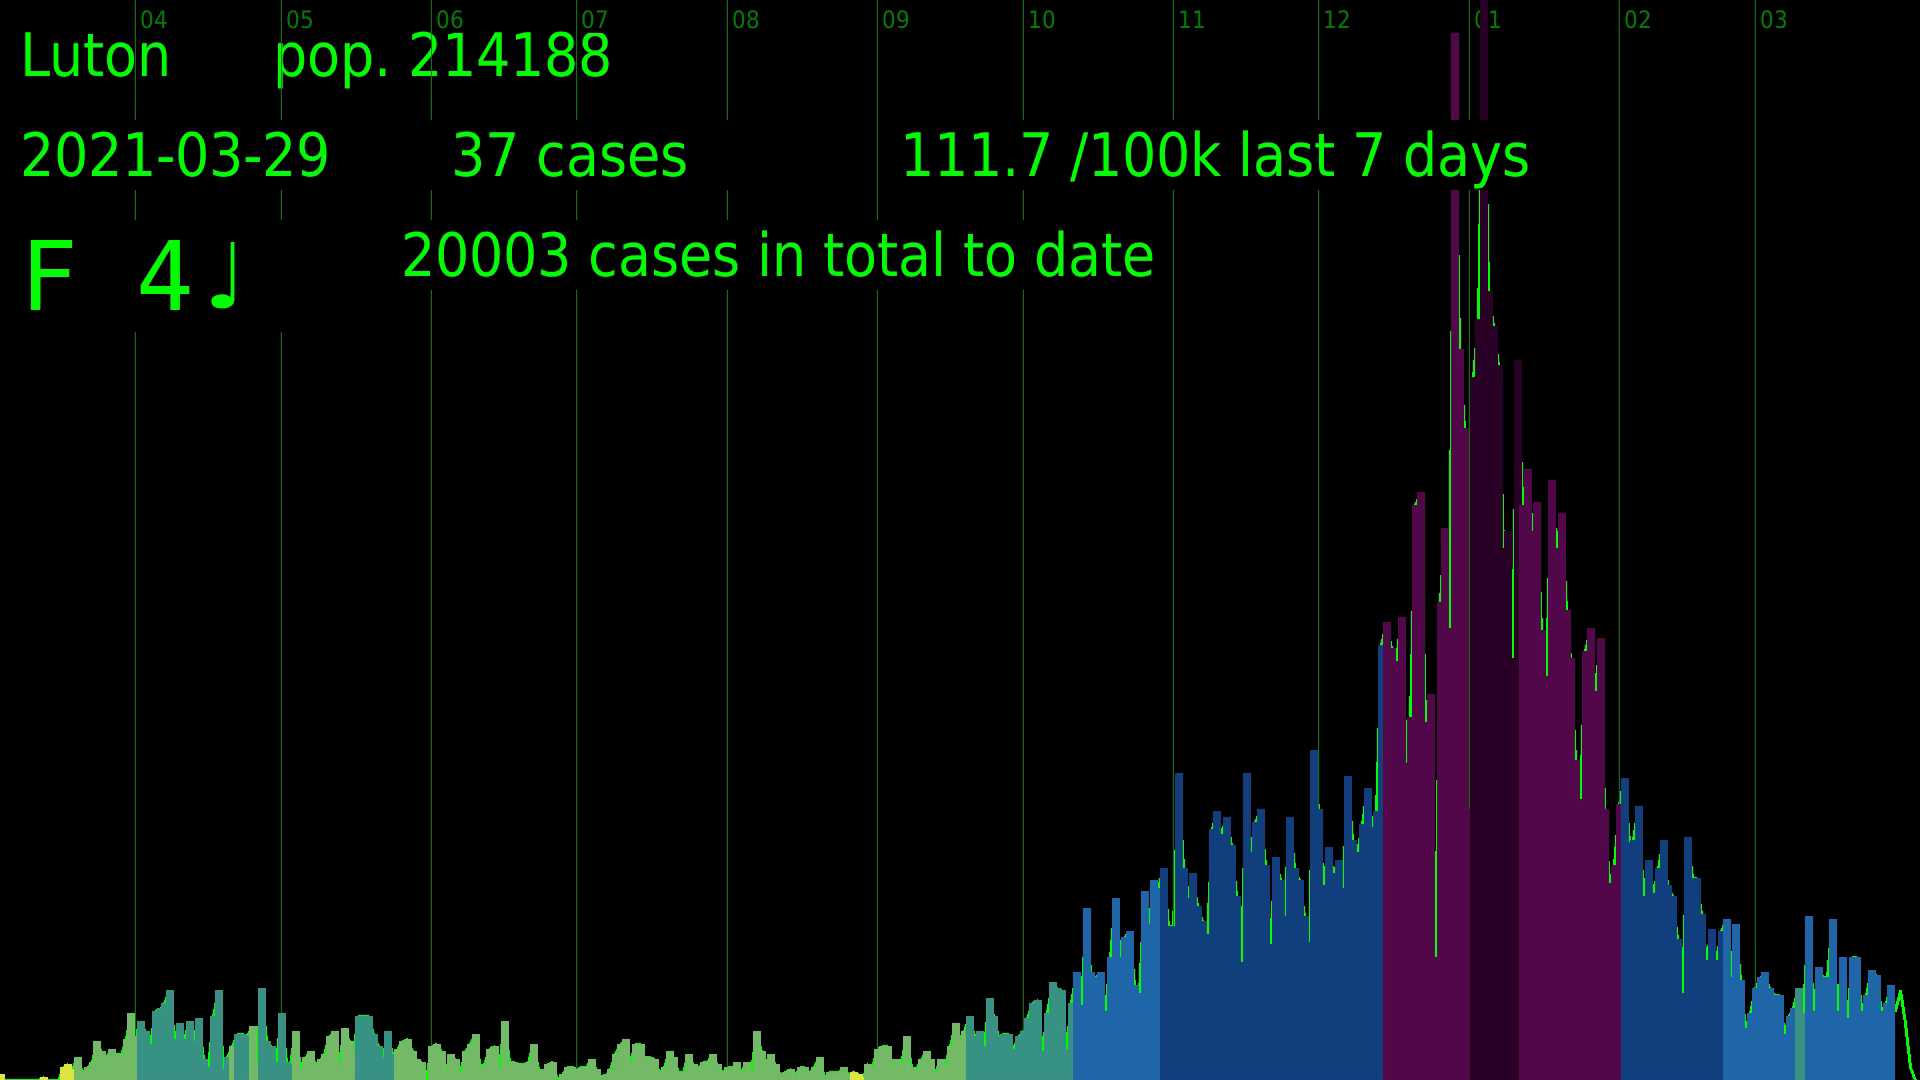 04 05 06 07 08 09 10 11 12 01 02 03
Luton pop. 214188
2021-03-29 37 cases 111.7 /100k last 7 days
F 4♩ 20003 cases in total to date